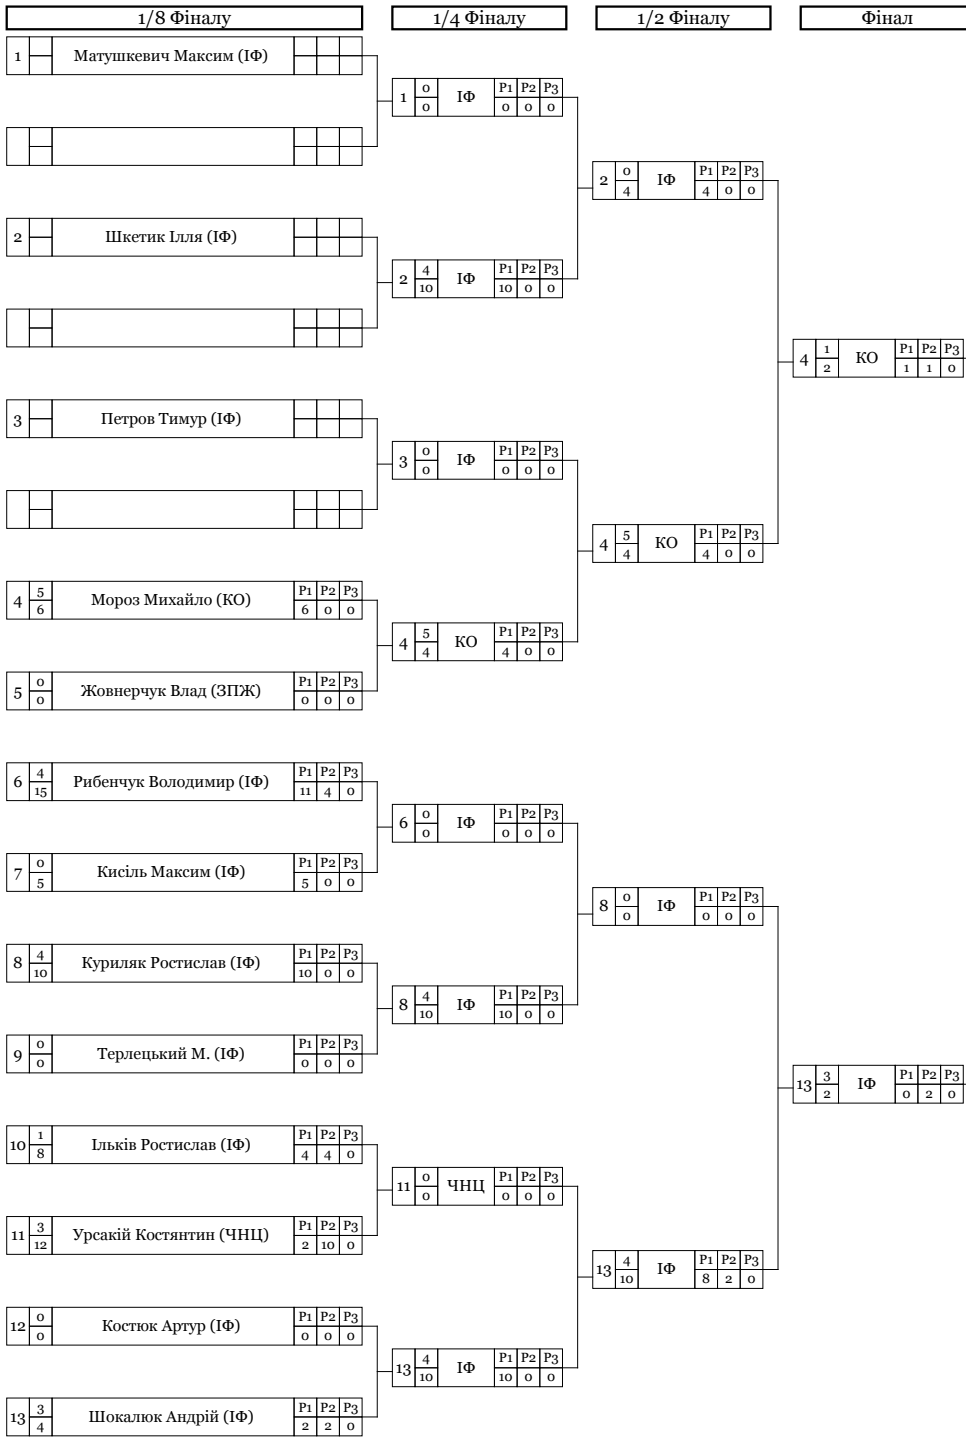 1/8 Фіналу 1/4 Фіналу 1/2 Фіналу Фінал
1 Матушкевич Максим (ІФ)
1 0 ІФ P1 P2 P3
0 0 0 0
2 0 ІФ P1 P2 P3
4 4 0 0
2 Шкетик Ілля (ІФ)
2 4 ІФ P1 P2 P3
10 10 0 0
4 1 КО P1 P2 P3
2 1 1 0
3 Петров Тимур (ІФ)
3 0 ІФ P1 P2 P3
0 0 0 0
4 5 КО P1 P2 P3
4 4 0 0
4 5 Мороз Михайло (КО) P1 P2 P3
6 6 0 0
4 5 КО P1 P2 P3
4 4 0 0
5 0 Жовнерчук Влад (ЗПЖ) P1 P2 P3
0 0 0 0
6 4 Рибенчук Володимир (ІФ) P1 P2 P3
15 11 4 0
6 0 ІФ P1 P2 P3
0 0 0 0
7 0 Кисіль Максим (ІФ) P1 P2 P3
5 5 0 0
8 0 ІФ P1 P2 P3
0 0 0 0
8 4 Куриляк Ростислав (ІФ) P1 P2 P3
10 10 0 0
8 4 ІФ P1 P2 P3
10 10 0 0
9 0 Терлецький М. (ІФ) P1 P2 P3
0 0 0 0
13 3 ІФ P1 P2 P3
2 0 2 0
10 1 Ільків Ростислав (ІФ) P1 P2 P3
8 4 4 0
11 0 ЧНЦ P1 P2 P3
0 0 0 0
11 3 Урсакій Костянтин (ЧНЦ) P1 P2 P3
12 2 10 0
13 4 ІФ P1 P2 P3
10 8 2 0
12 0 Костюк Артур (ІФ) P1 P2 P3
0 0 0 0
13 4 ІФ P1 P2 P3
10 10 0 0
13 3 Шокалюк Андрій (ІФ) P1 P2 P3
4 2 2 0